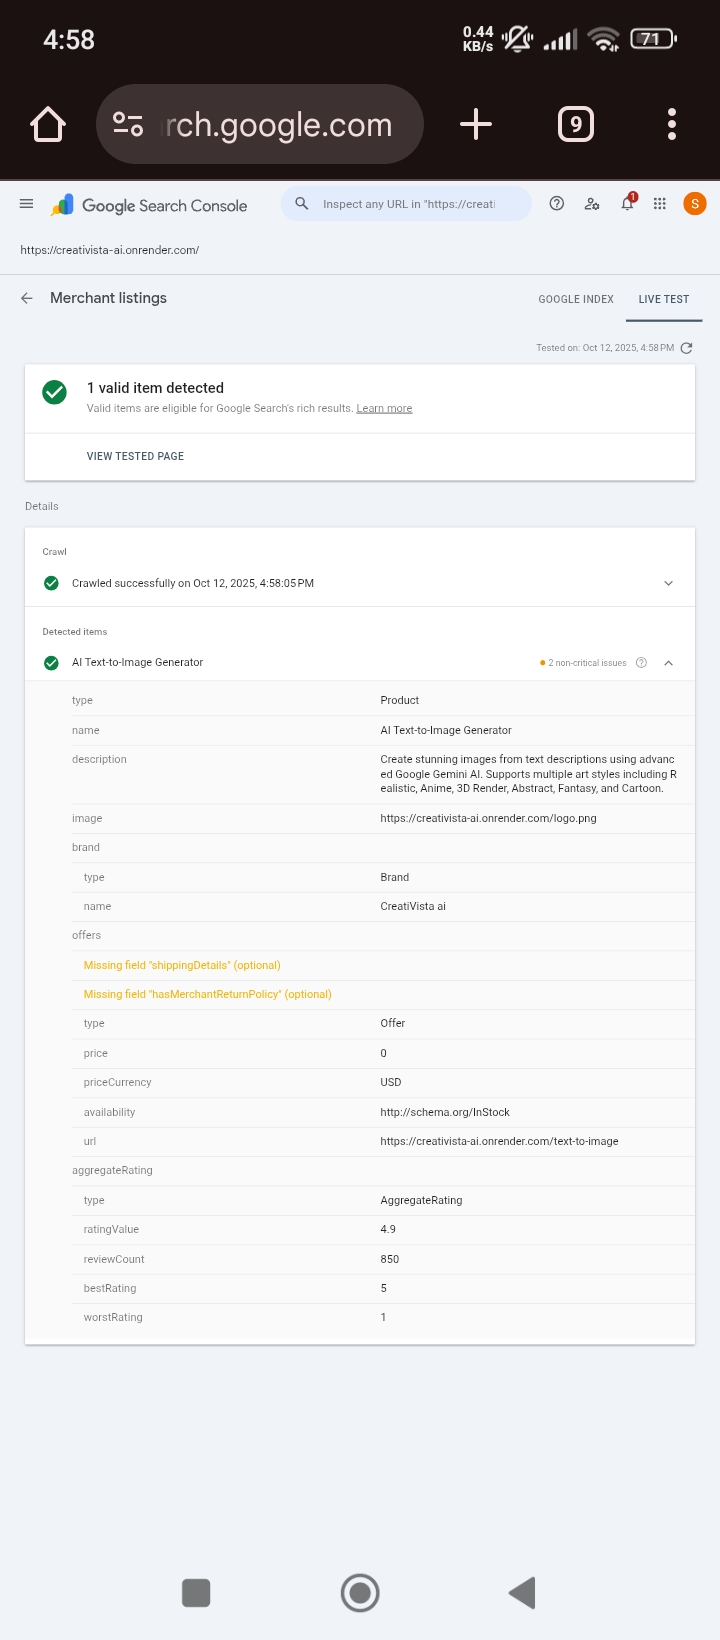 4:58
0.44
KB/s
71
rch.google.com
9
Google Search Console
Inspect any URL in "https://creati
1
S
https://creativista-ai.onrender.com/
Merchant listings
GOOGLE INDEX
LIVE TEST
Tested on: Oct 12, 2025, 4:58 PM
1 valid item detected
Valid items are eligible for Google Search's rich results. Learn more
VIEW TESTED PAGE
Details
Crawl
Crawled successfully on Oct 12, 2025, 4:58:05 PM
Detected items
AI Text-to-Image Generator
2 non-critical issues
type Product
name AI Text-to-Image Generator
description Create stunning images from text descriptions using advanc
ed Google Gemini AI. Supports multiple art styles including R
ealistic, Anime, 3D Render, Abstract, Fantasy, and Cartoon.
image https://creativista-ai.onrender.com/logo.png
brand
type Brand
name CreatiVista ai
offers
Missing field "shippingDetails" (optional)
Missing field "hasMerchantReturnPolicy" (optional)
type Offer
price 0
priceCurrency USD
availability http://schema.org/InStock
url https://creativista-ai.onrender.com/text-to-image
aggregateRating
type AggregateRating
ratingValue 4.9
reviewCount 850
bestRating 5
worstRating 1